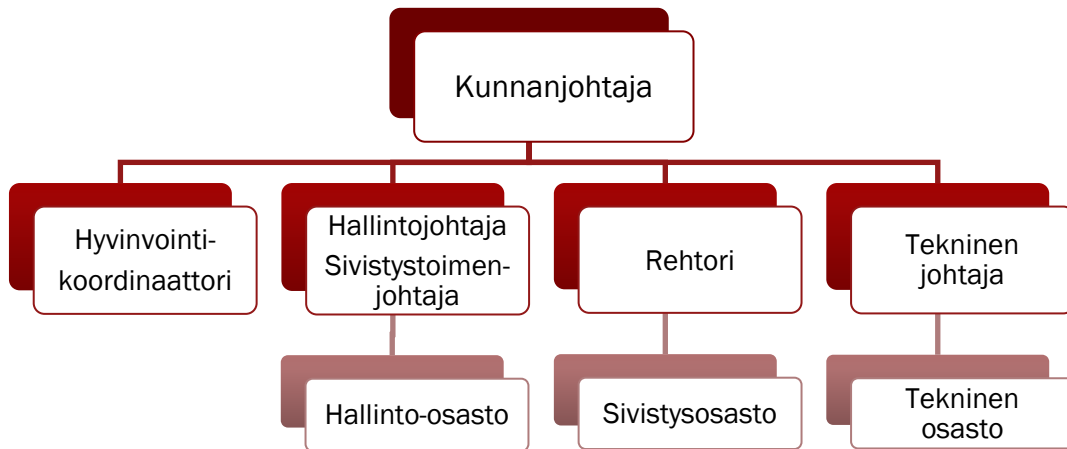 Kunnanjohtaja
Hyvinvointi-
koordinaattori
Hallintojohtaja
Sivistystoimen-
johtaja
Rehtori
Tekninen
johtaja
Hallinto-osasto
Sivistysosasto
Tekninen
osasto